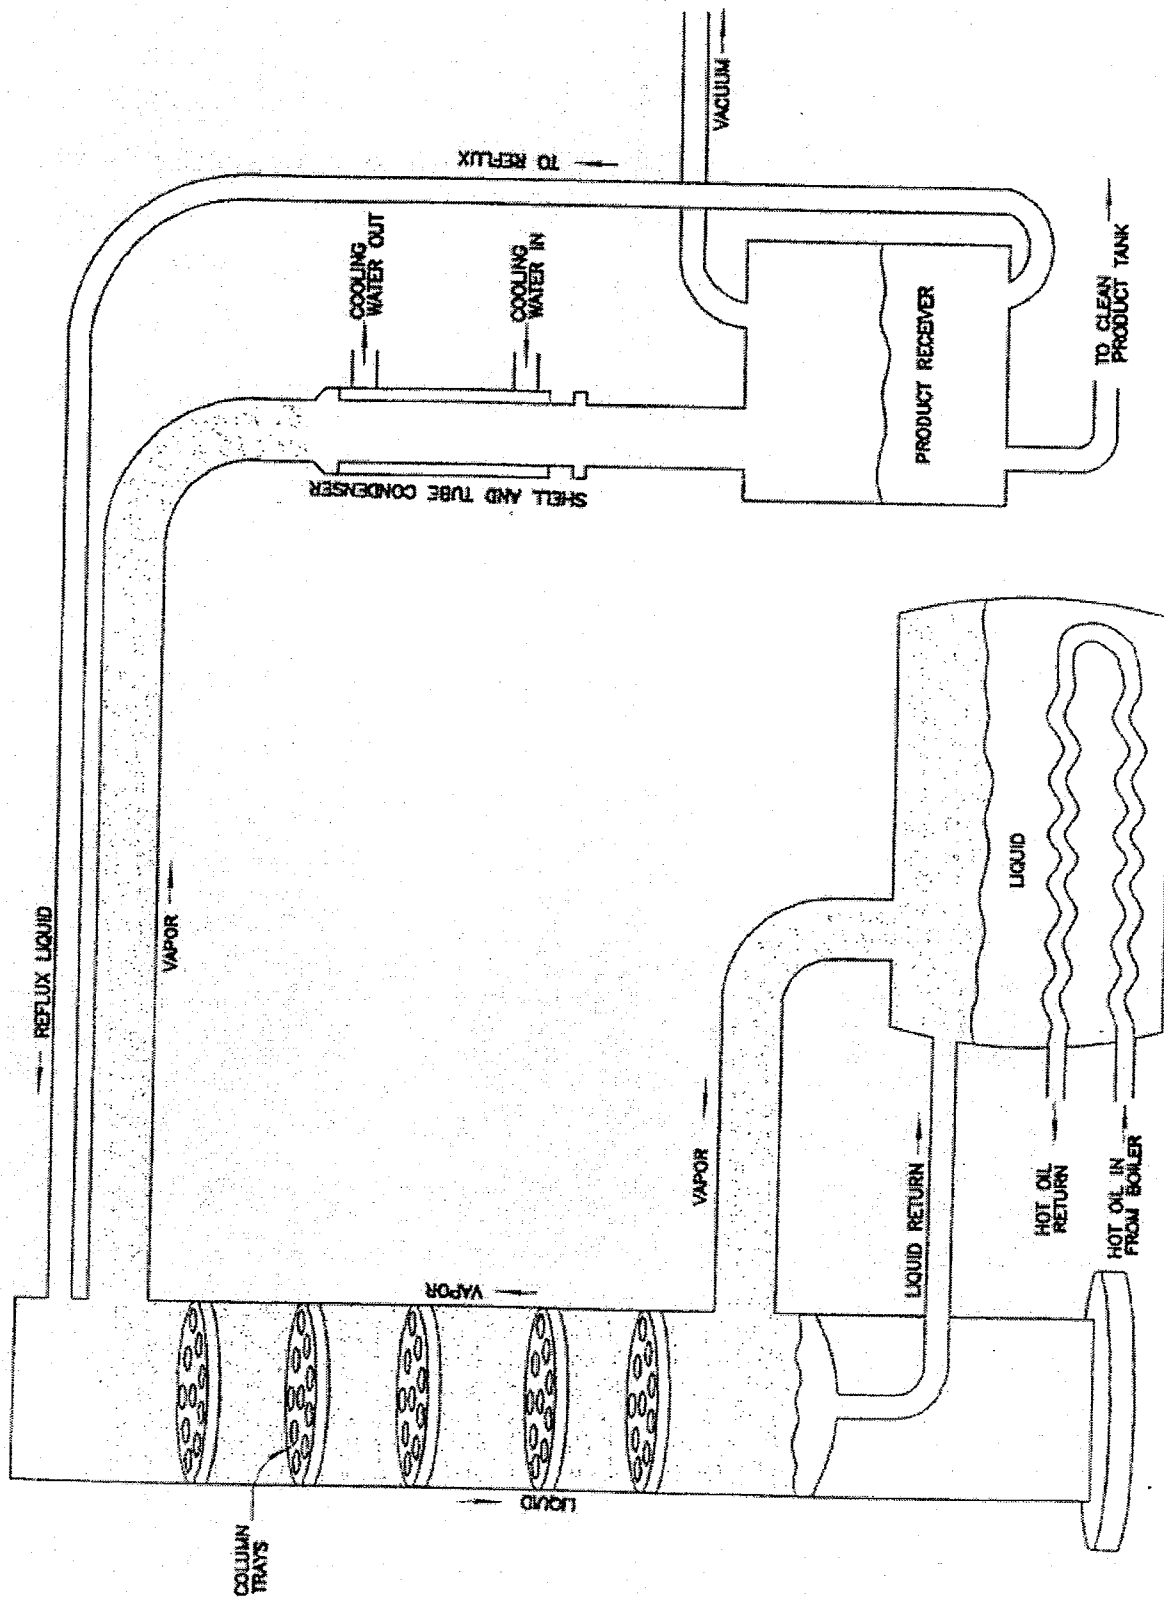 REFLUX LIQUID
VAPOR
TO REFLUX
COOLING
WATER OUT
COOLING
WATER IN
SHELL AND TUBE CONDENSER
VACUUM
PRODUCT RECEIVER
TO CLEAN
PRODUCT TANK
COLUMN
TRAYS
LIQUID
VAPOR
VAPOR
LIQUID RETURN
LIQUID
HOT OIL
RETURN
HOT OIL IN
FROM BOILER